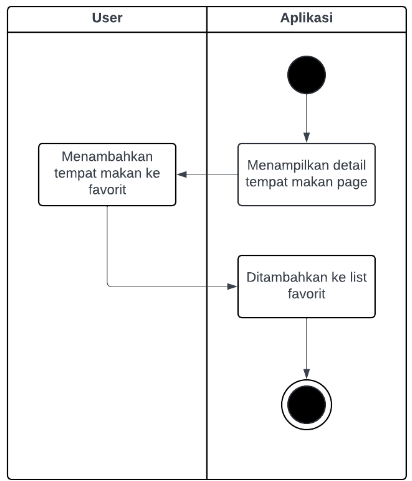 User
Aplikasi
Menampilkan detail
tempat makan page
Menambahkan
tempat makan ke
favorit
Ditambahkan ke list
favorit